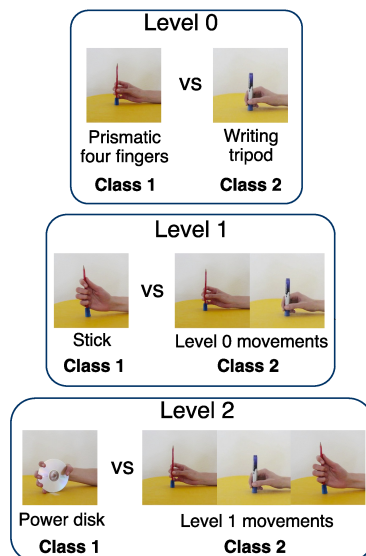 Level 0
vs
Prismatic four fingers
Writing tripod
Class 1
Class 2
Level 1
vs
Stick
Level 0 movements
Class 1
Class 2
Level 2
vs
Power disk
Level 1 movements
Class 1
Class 2